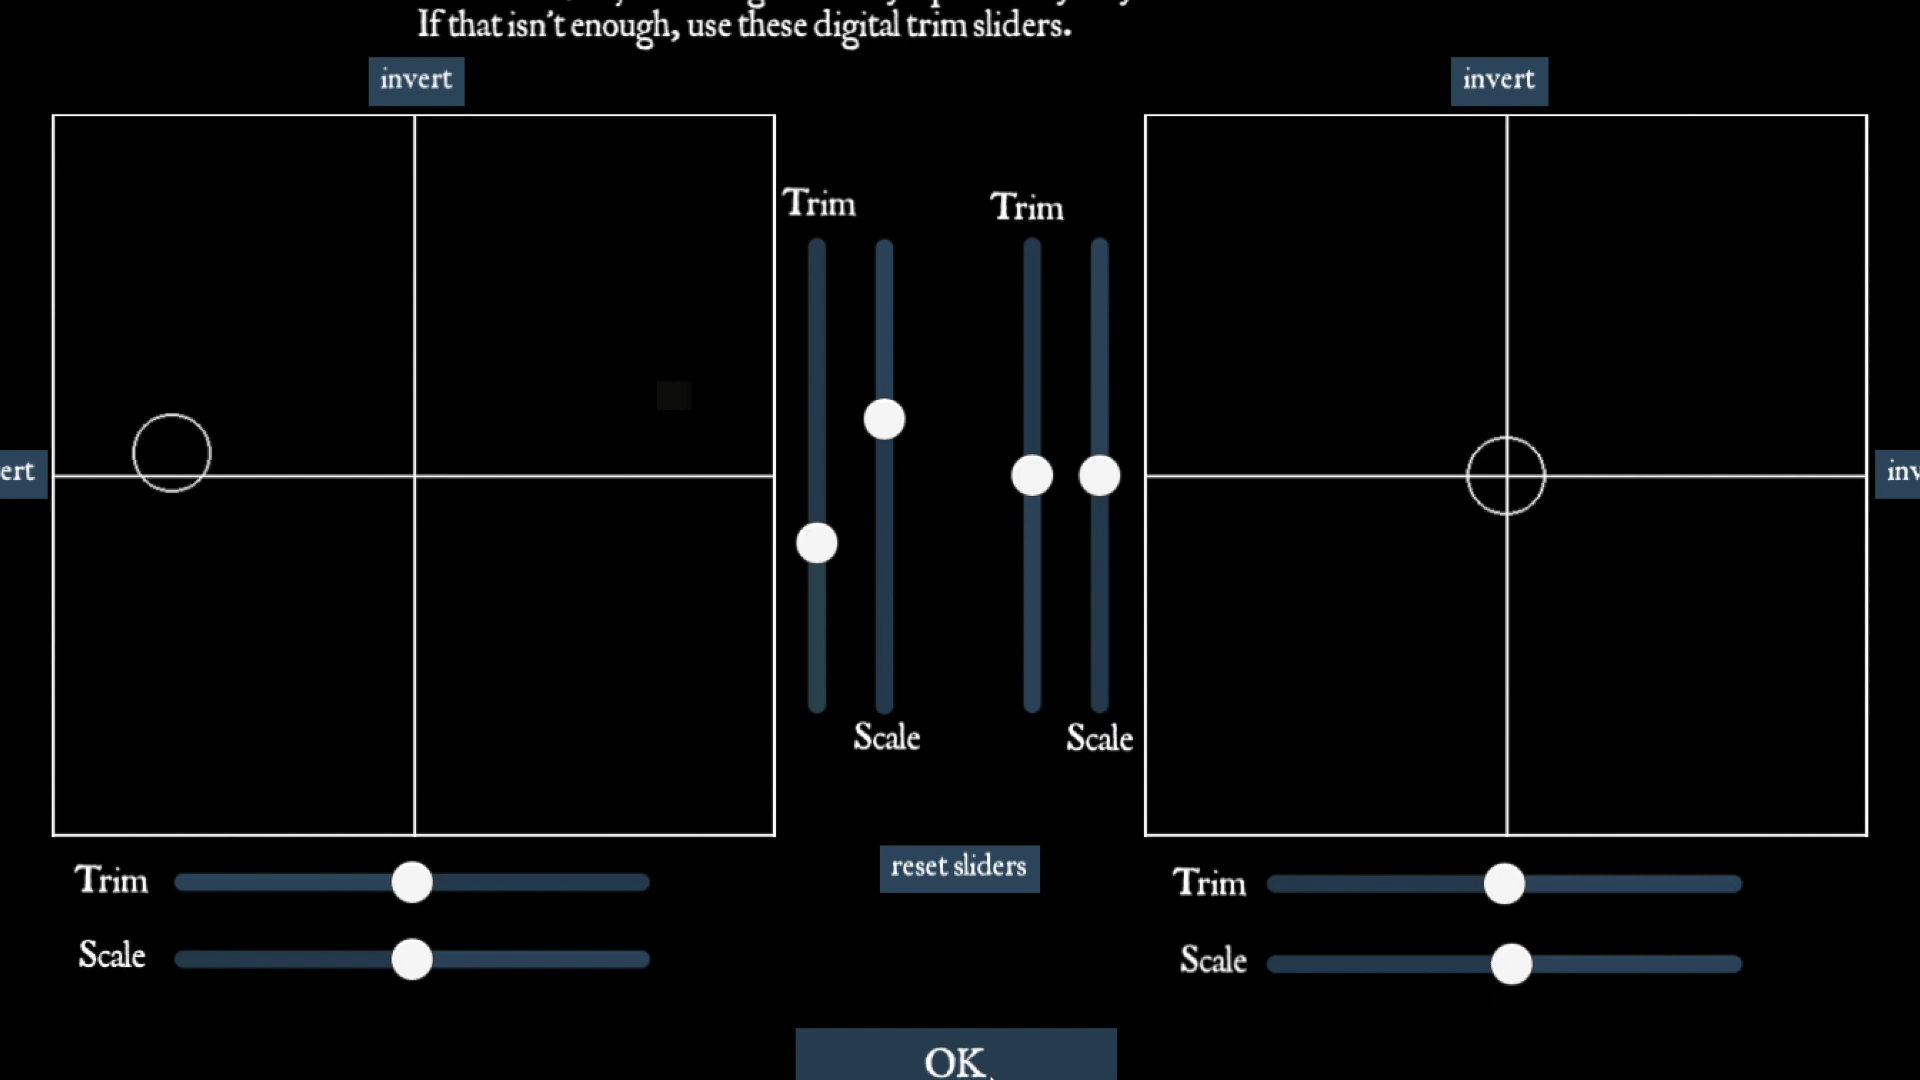 If that isn't enough, use these digital trim sliders.
invert
invert
Trim
Trim
ert
inv
Scale
Scale
reset sliders
Trim
Trim
Scale
Scale
OK